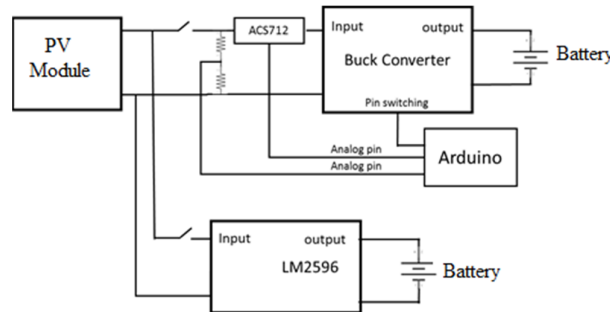 PV
Module
ACS712
Input
output
Buck Converter
Pin switching
Battery
Analog pin
Analog pin
Arduino
Input
output
LM2596
Battery